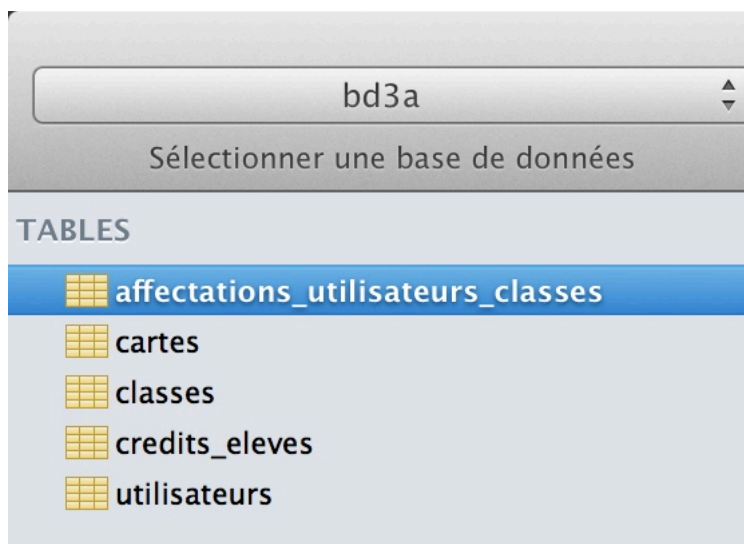 bd3a
Sélectionner une base de données
TABLES
affectations_utilisateurs_classes
cartes
classes
credits_eleves
utilisateurs